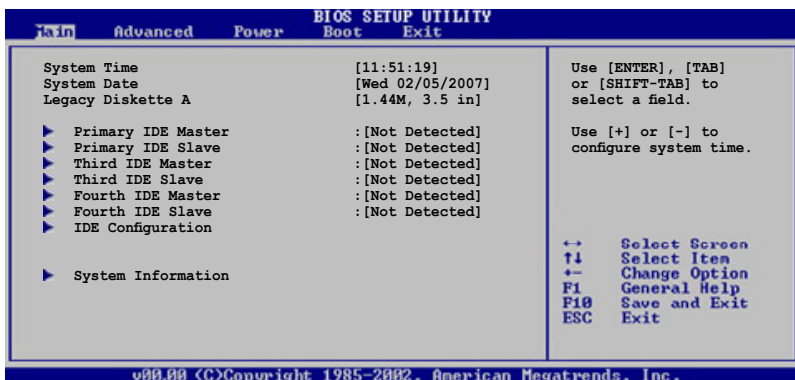 BIOS SETUP UTILITY
Main Advanced Power Boot Exit
System Time [11:51:19]
System Date [Wed 02/05/2007]
Legacy Diskette A [1.44M, 3.5 in]
Primary IDE Master :[Not Detected]
Primary IDE Slave :[Not Detected]
Third IDE Master :[Not Detected]
Third IDE Slave :[Not Detected]
Fourth IDE Master :[Not Detected]
Fourth IDE Slave :[Not Detected]
IDE Configuration
System Information
Use [ENTER], [TAB]
or [SHIFT-TAB] to
select a field.
Use [+] or [-] to
configure system time.
↔ Select Screen
↑↓ Select Item
+- Change Option
F1 General Help
F10 Save and Exit
ESC Exit
v00.00 (C)Copyright 1985-2002, American Megatrends, Inc.